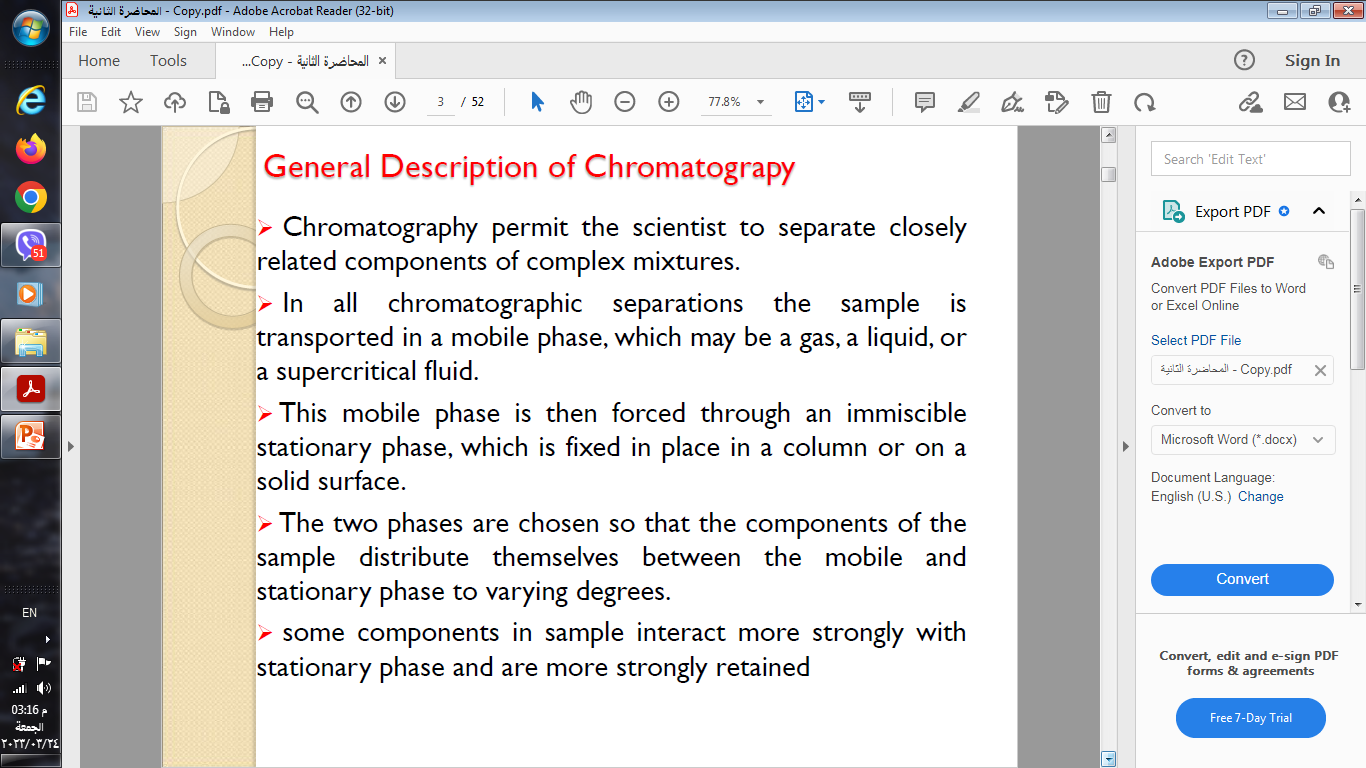 المحاضرة الثانية - Copy.pdf - Adobe Acrobat Reader (32-bit)
File Edit View Sign Window Help
Home Tools ...Copy - المحاضرة الثانية × ? Sign In
3 / 52 77.8%
General Description of Chromatograpy
Chromatography permit the scientist to separate closely
related components of complex mixtures.
In all chromatographic separations the sample is
transported in a mobile phase, which may be a gas, a liquid, or
a supercritical fluid.
This mobile phase is then forced through an immiscible
stationary phase, which is fixed in place in a column or on a
solid surface.
The two phases are chosen so that the components of the
sample distribute themselves between the mobile and
stationary phase to varying degrees.
some components in sample interact more strongly with
stationary phase and are more strongly retained
Search 'Edit Text'
Export PDF
Adobe Export PDF
Convert PDF Files to Word
or Excel Online
Select PDF File
المحاضرة الثانية - Copy.pdf
Convert to
Microsoft Word (*.docx)
Document Language:
English (U.S.) Change
Convert
Convert, edit and e-sign PDF
forms & agreements
Free 7-Day Trial
51
EN
03:16 م
الجمعة
٢٠٢٣/٠٣/٢٤